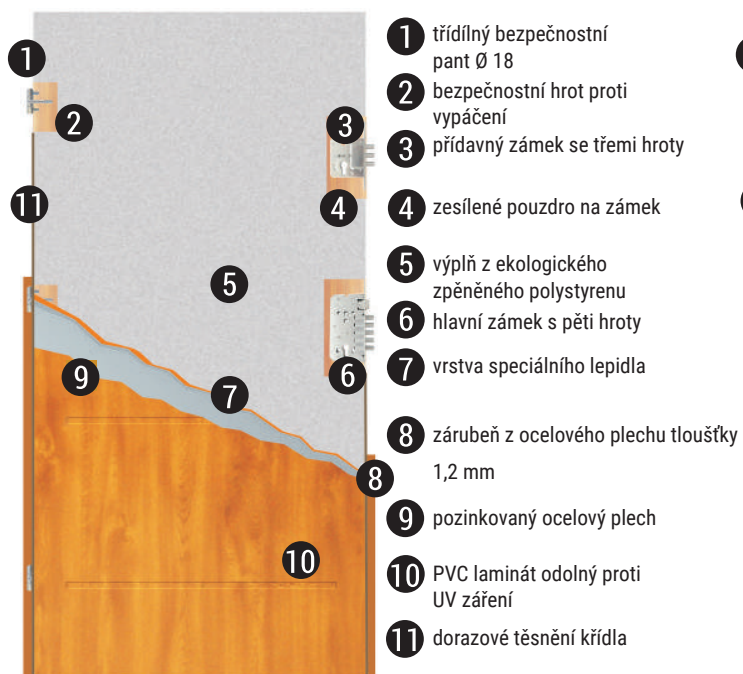 1 třídílný bezpečnostní
pant Ø 18
2 bezpečnostní hrot proti
vypáčení
3 přídavný zámek se třemi hroty
4 zesílené pouzdro na zámek
5 výplň z ekologického
zpěněného polystyrenu
6 hlavní zámek s pěti hroty
7 vrstva speciálního lepidla
8 zárubeň z ocelového plechu tloušťky
1,2 mm
9 pozinkovaný ocelový plech
10 PVC laminát odolný proti
UV záření
11 dorazové těsnění křídla
1
2
3
11
4
5
6
9
7
8
10